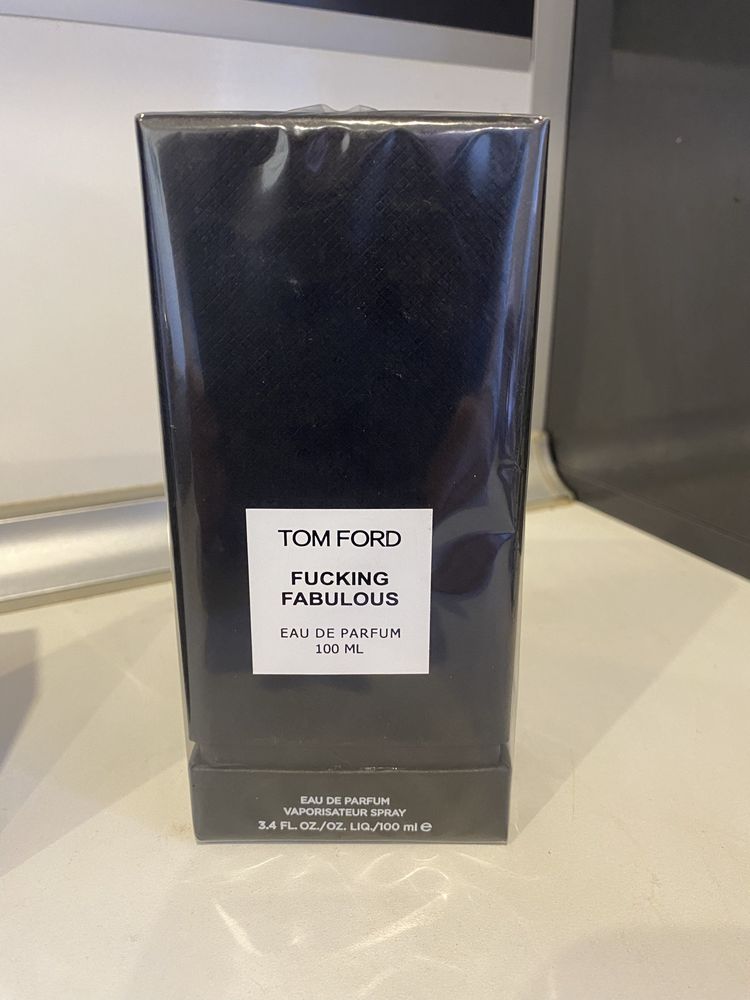 TOM FORD
FUCKING
FABULOUS
EAU DE PARFUM
100 ML
EAU DE PARFUM
VAPORISATEUR SPRAY
3.4 FL. OZ./OZ. LIQ./100 ml ℮